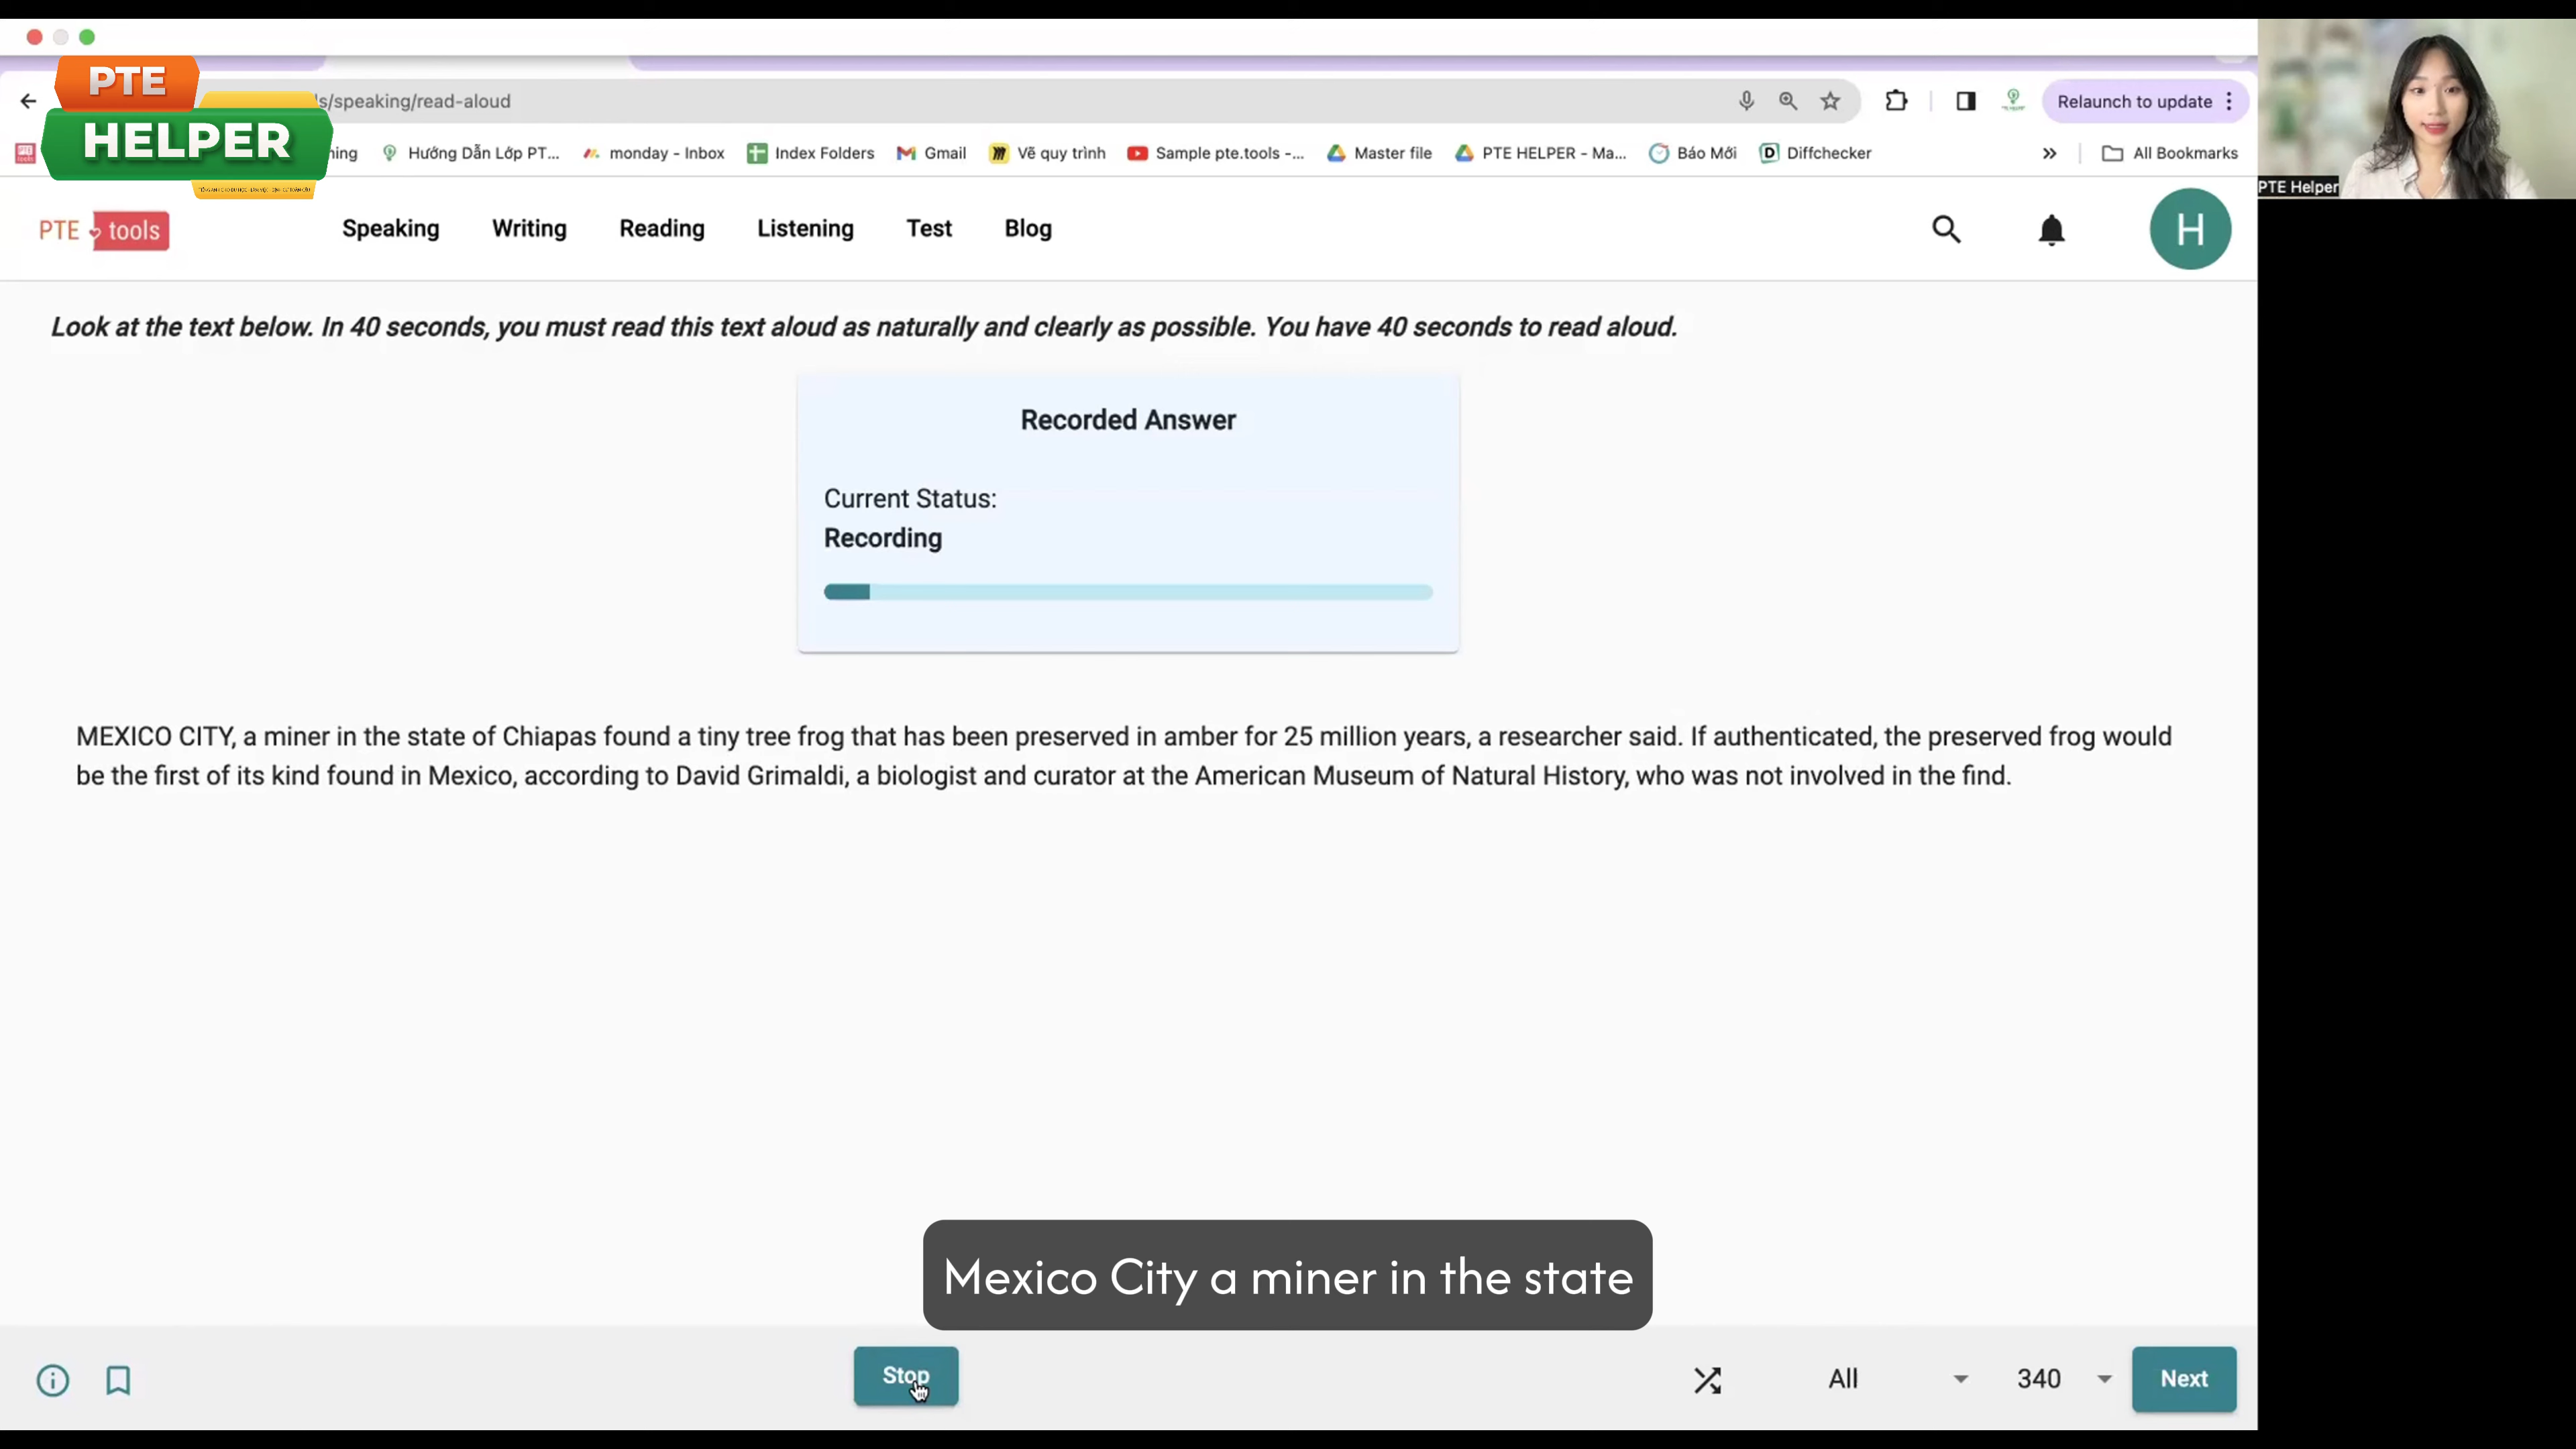 PTE
HELPER
ls/speaking/read-aloud
Relaunch to update
PTE Helper
ning
Hướng Dẫn Lớp PT...
monday - Inbox
Index Folders
Gmail
Vẽ quy trình
Sample pte.tools -...
Master file
PTE HELPER - Ma...
Báo Mới
Diffchecker
All Bookmarks
PTE tools
Speaking
Writing
Reading
Listening
Test
Blog
H
Look at the text below. In 40 seconds, you must read this text aloud as naturally and clearly as possible. You have 40 seconds to read aloud.
Recorded Answer
Current Status:
Recording
MEXICO CITY, a miner in the state of Chiapas found a tiny tree frog that has been preserved in amber for 25 million years, a researcher said. If authenticated, the preserved frog would
be the first of its kind found in Mexico, according to David Grimaldi, a biologist and curator at the American Museum of Natural History, who was not involved in the find.
Mexico City a miner in the state
Stop
All
340
Next